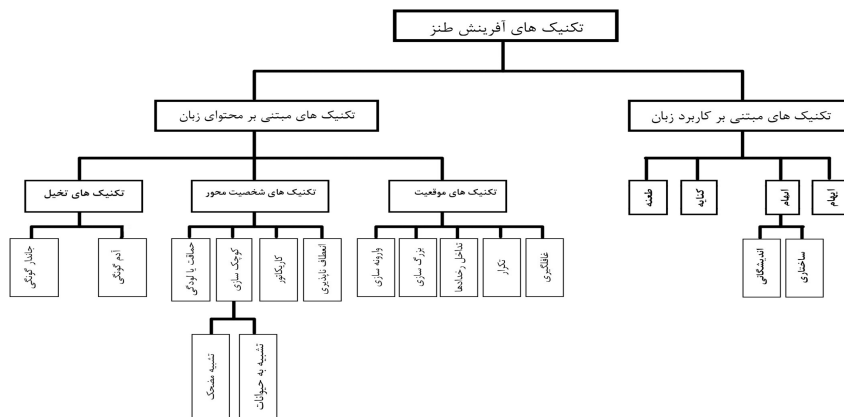 تکنیک های آفرینش طنز
تکنیک های مبتنی بر کاربرد زبان
تکنیک های مبتنی بر محتوای زبان
ایهام
ابهام
کنایه
طعنه
تکنیک های موقعیت
تکنیک های شخصیت محور
تکنیک های تخیل
ساختاری
اندیشگانی
غافلگیری
تکرار
تداخل رخدادها
بزرگ سازی
وارونه سازی
انعطاف ناپذیری
کاریکاتور
کوچک سازی
حماقت یا لودگی
آدم گونگی
جاندار گونگی
تشبیه به حیوانات
تشبیه مضحک